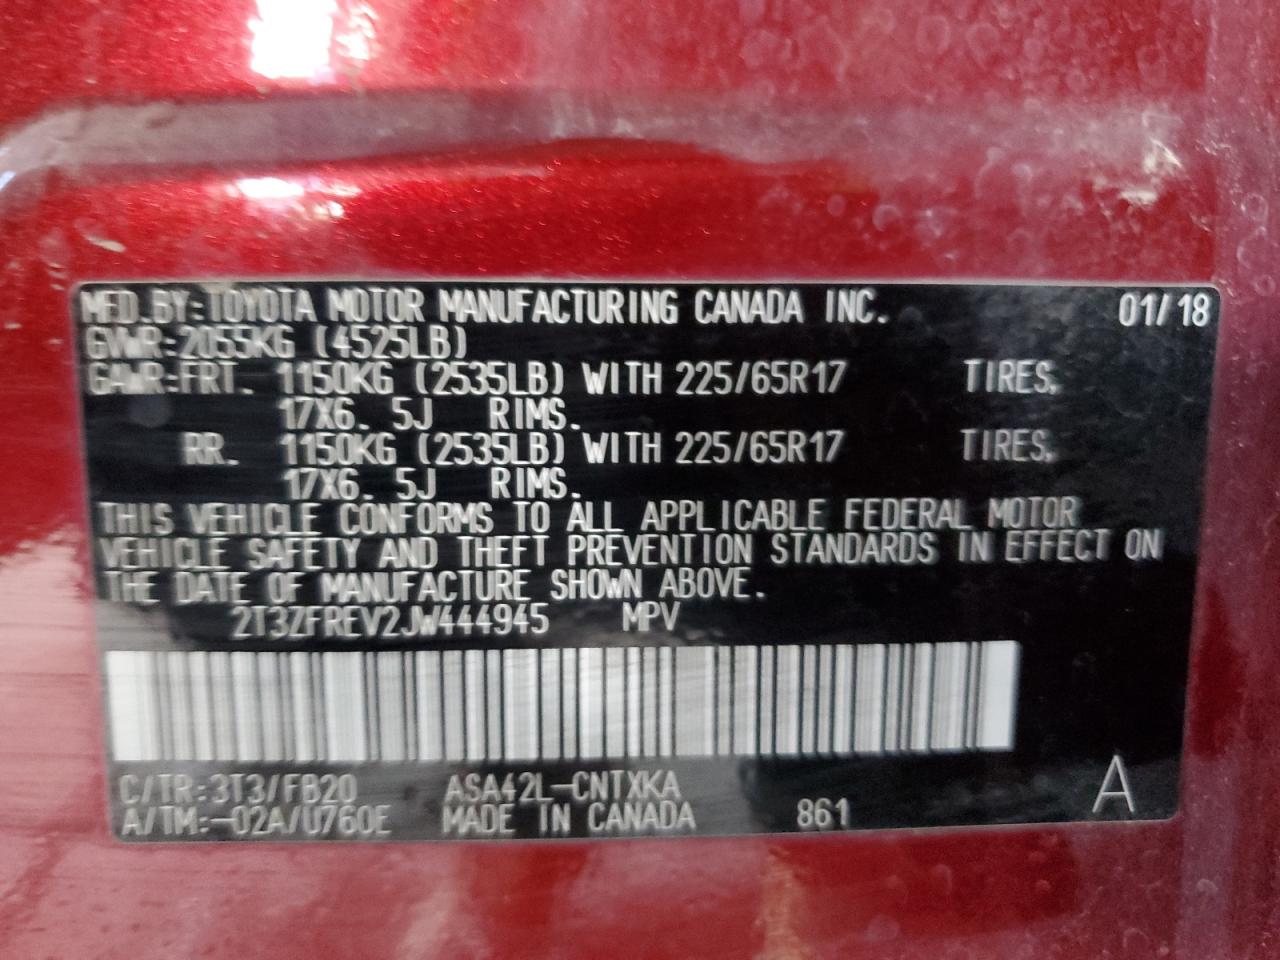 MFD.BY:TOYOTA MOTOR MANUFACTURING CANADA INC. 01/18
GVWR:2055KG (4525LB)
GAWR:FRT. 1150KG (2535LB) WITH 225/65R17 TIRES,
17X6.5J RIMS.
RR. 1150KG (2535LB) WITH 225/65R17 TIRES,
17X6.5J RIMS.
THIS VEHICLE CONFORMS TO ALL APPLICABLE FEDERAL MOTOR
VEHICLE SAFETY AND THEFT PREVENTION STANDARDS IN EFFECT ON
THE DATE OF MANUFACTURE SHOWN ABOVE.
2T3ZFREV2JW444945 MPV
C/TR:3T3/FB20 ASA42L-CNTXKA
A/TM:-02A/U760E MADE IN CANADA 861 A